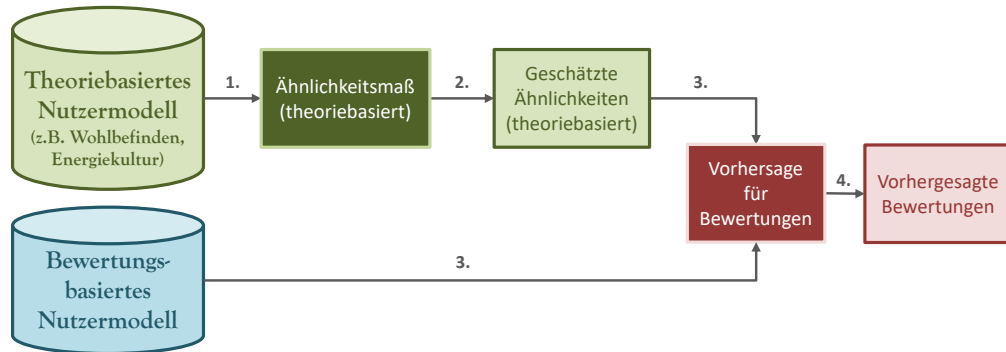 Theoriebasiertes
Nutzermodell
(z.B. Wohlbefinden,
Energiekultur)
1.
Ähnlichkeitsmaß
(theoriebasiert)
2.
Geschätzte
Ähnlichkeiten
(theoriebasiert)
3.
Vorhersage
für
Bewertungen
4.
Vorhergesagte
Bewertungen
Bewertungs-
basiertes
Nutzermodell
3.